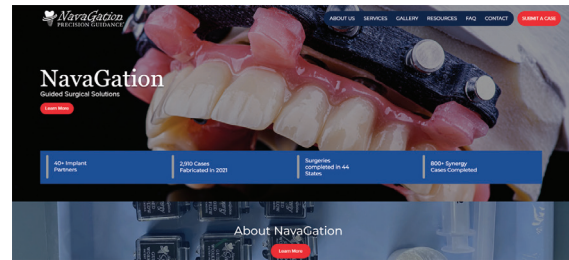 NavaGation
PRECISION GUIDANCE
ABOUT US SERVICES GALLERY RESOURCES FAQ CONTACT SUBMIT A CASE
NavaGation
Guided Surgical Solutions
Learn More
40+ Implant
Partners
2,910 Cases
Fabricated In 2021
Surgeries
completed in 44
States
800+ Synergy
Cases Completed
About NavaGation
Learn More